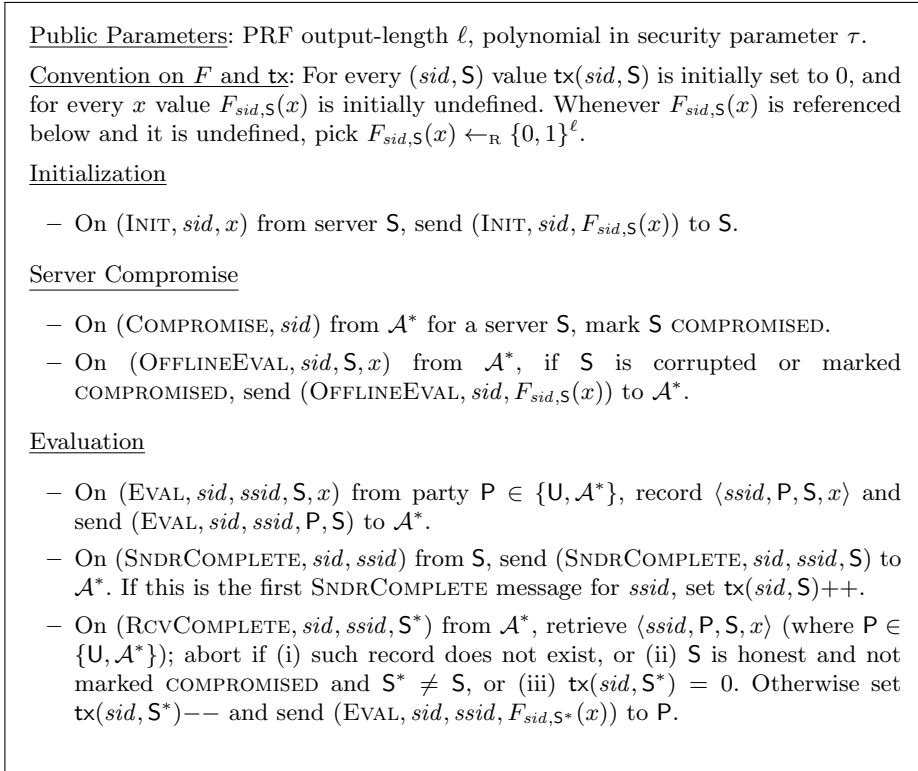 Public Parameters: PRF output-length ℓ, polynomial in security parameter τ.
Convention on F and tx: For every (sid, S) value tx(sid, S) is initially set to 0, and
for every x value F_{sid,S}(x) is initially undefined. Whenever F_{sid,S}(x) is referenced
below and it is undefined, pick F_{sid,S}(x) ←_R {0, 1}^ℓ.
Initialization
– On (INIT, sid, x) from server S, send (INIT, sid, F_{sid,S}(x)) to S.
Server Compromise
– On (COMPROMISE, sid) from A* for a server S, mark S COMPROMISED.
– On (OFFLINEEVAL, sid, S, x) from A*, if S is corrupted or marked
COMPROMISED, send (OFFLINEEVAL, sid, F_{sid,S}(x)) to A*.
Evaluation
– On (EVAL, sid, ssid, S, x) from party P ∈ {U, A*}, record ⟨ssid, P, S, x⟩ and
send (EVAL, sid, ssid, P, S) to A*.
– On (SNDRCOMPLETE, sid, ssid) from S, send (SNDRCOMPLETE, sid, ssid, S) to
A*. If this is the first SNDRCOMPLETE message for ssid, set tx(sid, S)++.
– On (RCVCOMPLETE, sid, ssid, S*) from A*, retrieve ⟨ssid, P, S, x⟩ (where P ∈
{U, A*}); abort if (i) such record does not exist, or (ii) S is honest and not
marked COMPROMISED and S* ≠ S, or (iii) tx(sid, S*) = 0. Otherwise set
tx(sid, S*)−− and send (EVAL, sid, ssid, F_{sid,S*}(x)) to P.